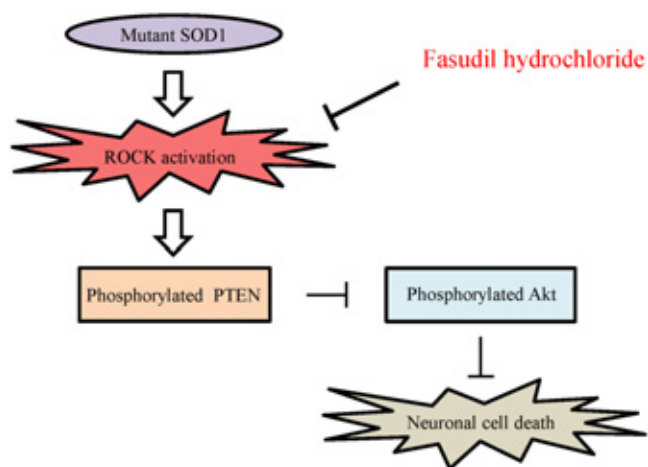 Mutant SOD1
Fasudil hydrochloride
ROCK activation
Phosphorylated PTEN
Phosphorylated Akt
Neuronal cell death